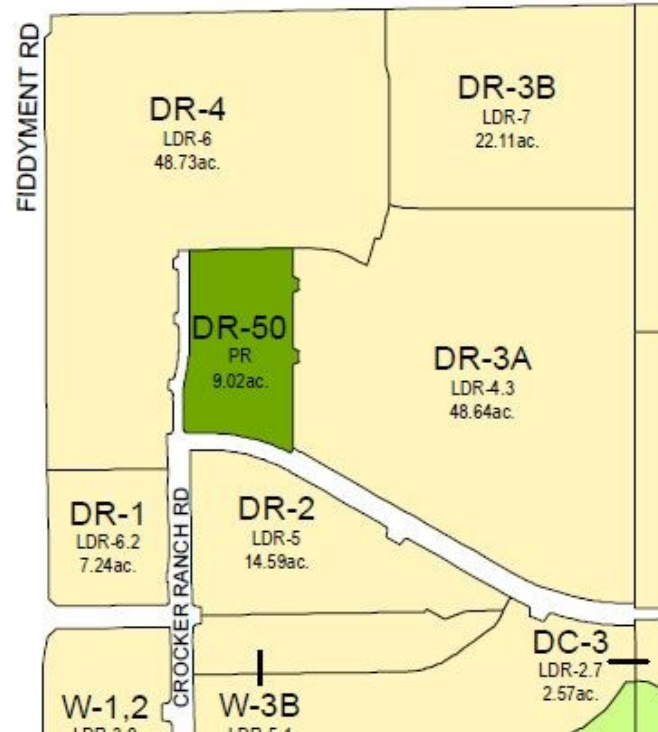 FIDDYMENT RD
DR-4
LDR-6
48.73ac.
DR-3B
LDR-7
22.11ac.
DR-50
PR
9.02ac.
DR-3A
LDR-4.3
48.64ac.
DR-1
LDR-6.2
7.24ac.
CROCKER RANCH RD
DR-2
LDR-5
14.59ac.
DC-3
LDR-2.7
2.57ac.
W-1,2
W-3B